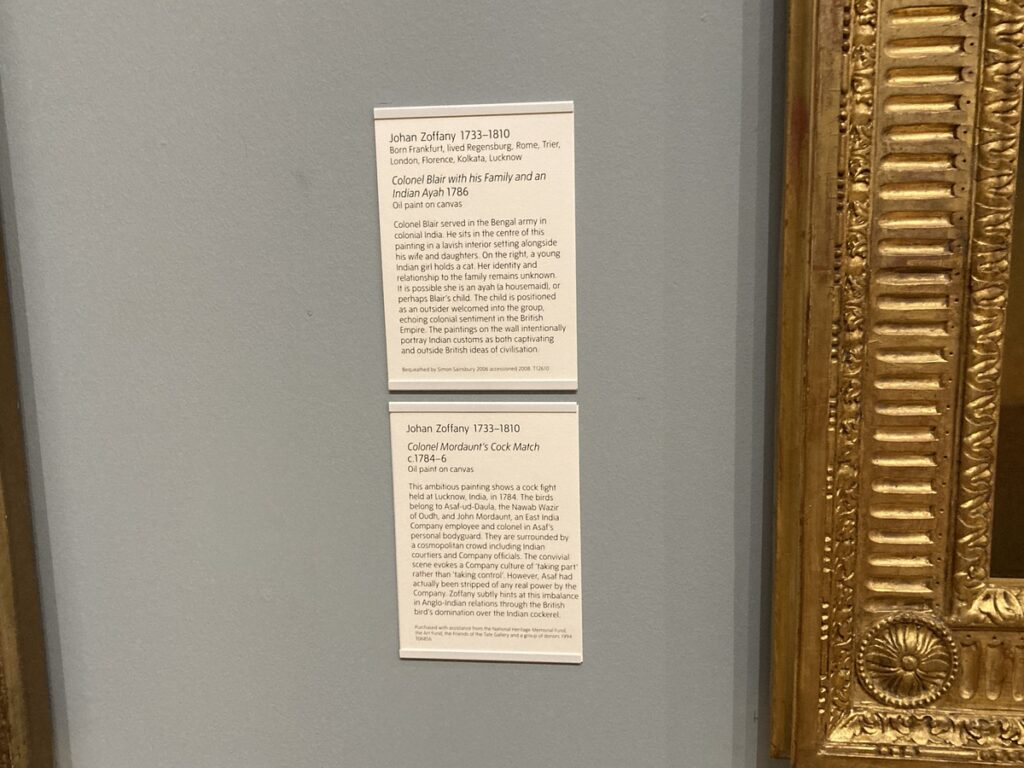 Johan Zoffany 1733–1810
Born Frankfurt, lived Regensburg, Rome, Trier,
London, Florence, Kolkata, Lucknow
Colonel Blair with his Family and an
Indian Ayah 1786
Oil paint on canvas
Colonel Blair served in the Bengal army in
colonial India. He sits in the centre of this
painting in a lavish interior setting alongside
his wife and daughters. On the right, a young
Indian girl holds a cat. Her identity and
relationship to the family remains unknown.
It is possible she is an ayah (a housemaid), or
perhaps Blair's child. The child is positioned
as an outsider welcomed into the group,
echoing colonial sentiment in the British
Empire. The paintings on the wall intentionally
portray Indian customs as both captivating
and outside British ideas of civilisation.
Bequeathed by Simon Sainsbury 2006 accessioned 2008. T12610
Johan Zoffany 1733–1810
Colonel Mordaunt's Cock Match
c.1784–6
Oil paint on canvas
This ambitious painting shows a cock fight
held at Lucknow, India, in 1784. The birds
belong to Asaf-ud-Daula, the Nawab Wazir
of Oudh, and John Mordaunt, an East India
Company employee and colonel in Asaf's
personal bodyguard. They are surrounded by
a cosmopolitan crowd including Indian
courtiers and Company officials. The convivial
scene evokes a Company culture of 'taking part'
rather than 'taking control'. However, Asaf had
actually been stripped of any real power by the
Company. Zoffany subtly hints at this imbalance
in Anglo-Indian relations through the British
bird's domination over the Indian cockerel.
Purchased with assistance from the National Heritage Memorial Fund,
the Art Fund, the Friends of the Tate Gallery and a group of donors 1994.
T06856